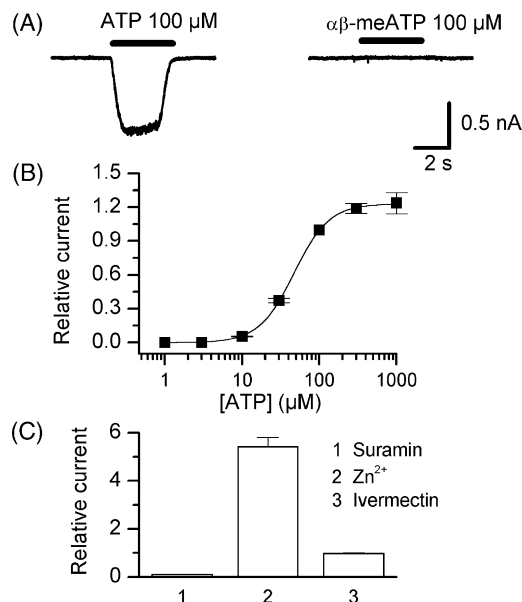 (A)
ATP 100 µM
αβ-meATP 100 µM
0.5 nA
2 s
(B)
Relative current
1.5
1.2
0.9
0.6
0.3
0.0
1
10
100
1000
[ATP] (µM)
(C)
Relative current
6
4
2
0
1 Suramin
2 Zn²⁺
3 Ivermectin
1
2
3